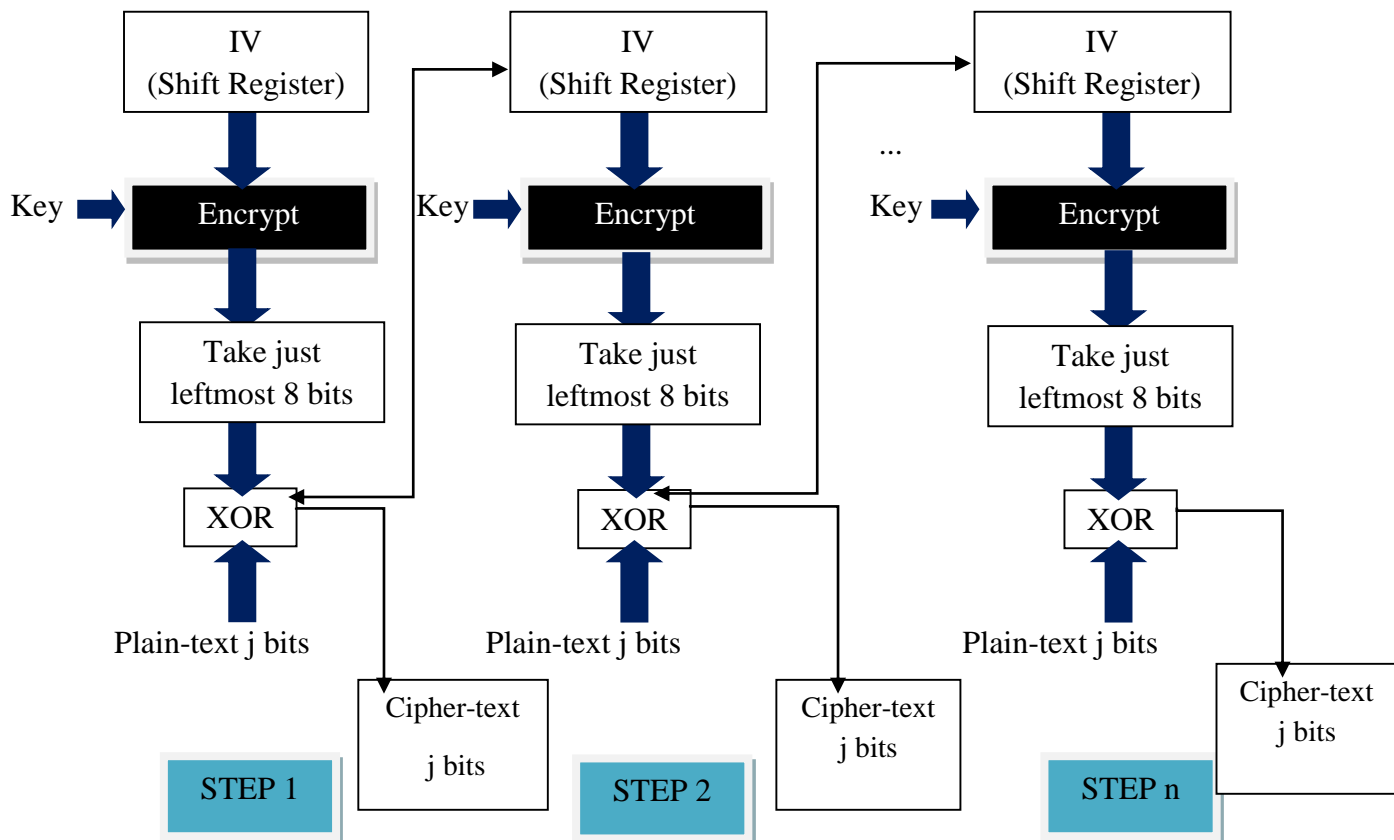 IV
(Shift Register)
Key
Encrypt
Take just
leftmost 8 bits
XOR
Plain-text j bits
Cipher-text
j bits
STEP 1
IV
(Shift Register)
Key
Encrypt
Take just
leftmost 8 bits
XOR
Plain-text j bits
Cipher-text
j bits
STEP 2
...
IV
(Shift Register)
Key
Encrypt
Take just
leftmost 8 bits
XOR
Plain-text j bits
Cipher-text
j bits
STEP n